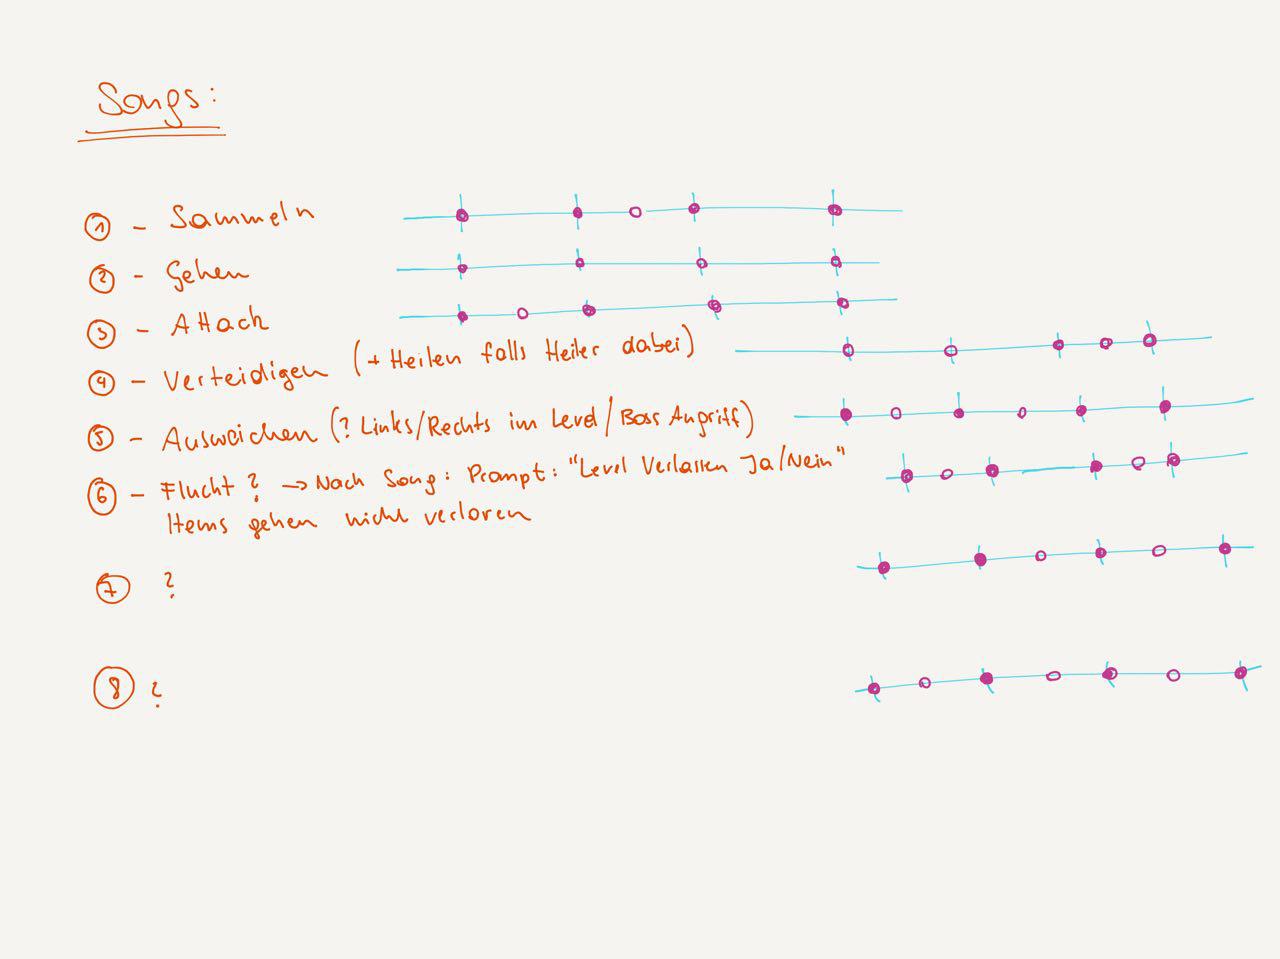 Songs:
① - Sammeln
② - Gehen
③ - Attack
④ - Verteidigen (+ Heilen falls Heiler dabei)
⑤ - Ausweichen (? Links/Rechts im Level/Boss Angriff)
⑥ - Flucht ? → Nach Song: Prompt: "Level Verlassen Ja/Nein"
Items gehen nicht verloren
⑦ ?
⑧ ?